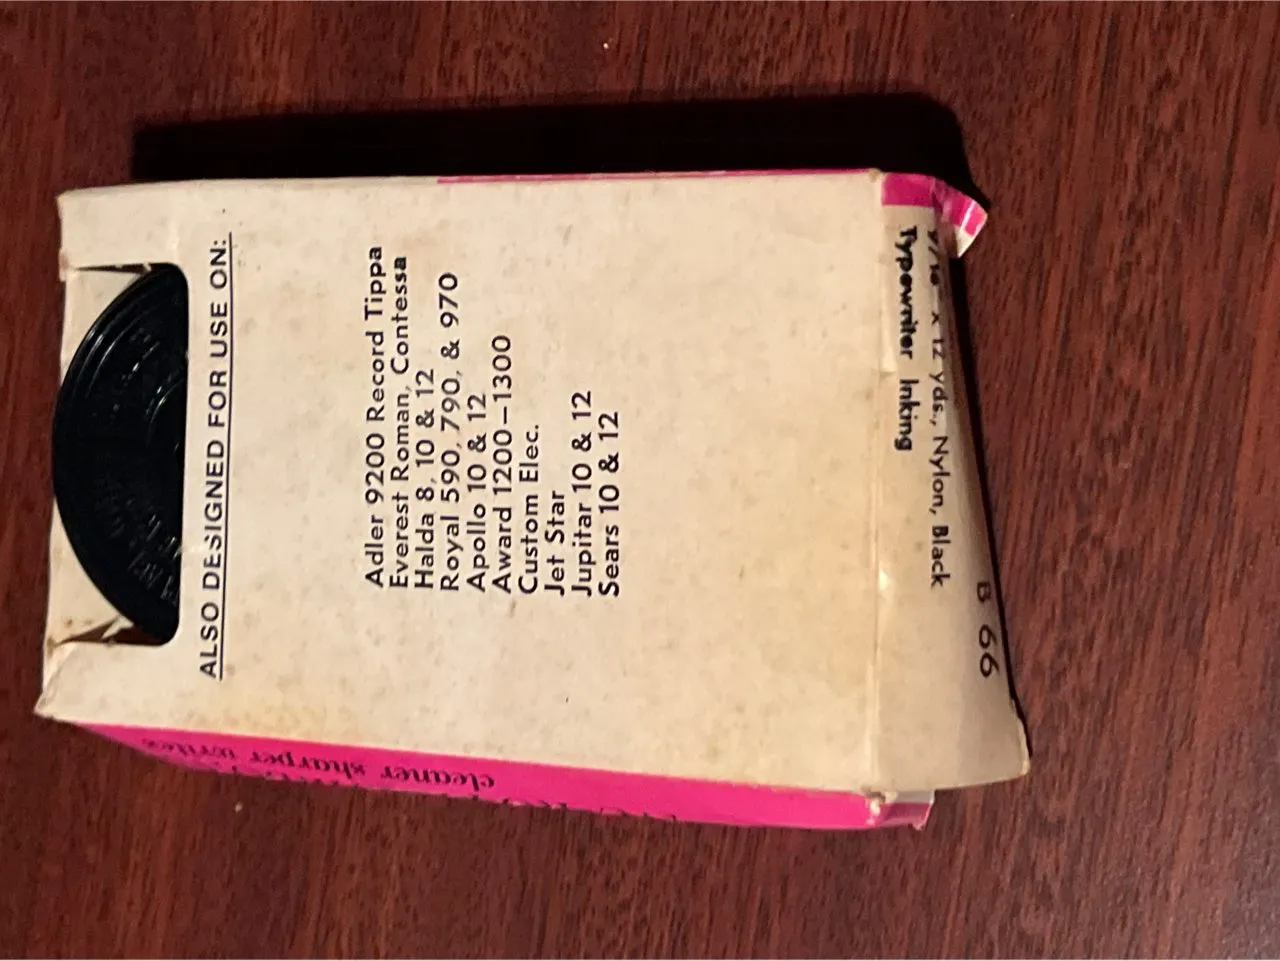 ALSO DESIGNED FOR USE ON:
Adler 9200 Record Tippa
Everest Roman, Contessa
Halda 8, 10 & 12
Royal 590, 790, & 970
Apollo 10 & 12
Award 1200–1300
Custom Elec.
Jet Star
Jupitar 10 & 12
Sears 10 & 12
B 66
x 12 yds., Nylon, Black
Typewriter Inking
cleaner sharper write